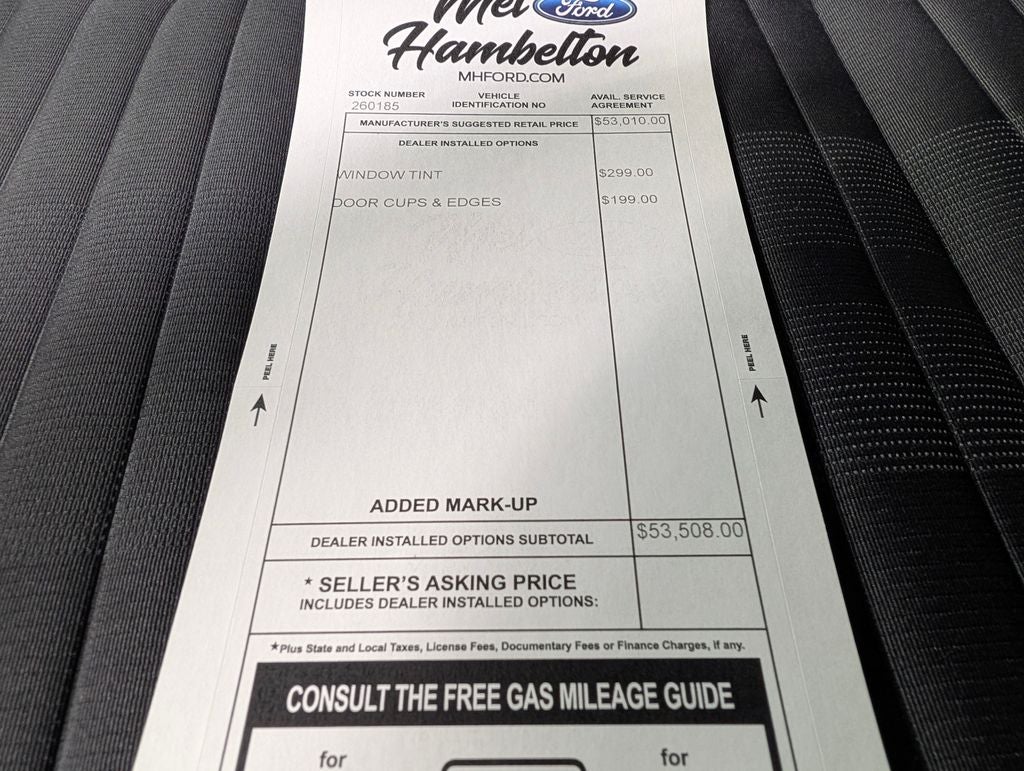 Mel Ford
Hambelton
MHFORD.COM
STOCK NUMBER
260185
VEHICLE
IDENTIFICATION NO
AVAIL. SERVICE
AGREEMENT
MANUFACTURER'S SUGGESTED RETAIL PRICE $53,010.00
DEALER INSTALLED OPTIONS
WINDOW TINT $299.00
DOOR CUPS & EDGES $199.00
PEEL HERE
PEEL HERE
ADDED MARK-UP
DEALER INSTALLED OPTIONS SUBTOTAL $53,508.00
* SELLER'S ASKING PRICE
INCLUDES DEALER INSTALLED OPTIONS:
*Plus State and Local Taxes, License Fees, Documentary Fees or Finance Charges, if any.
CONSULT THE FREE GAS MILEAGE GUIDE
for for